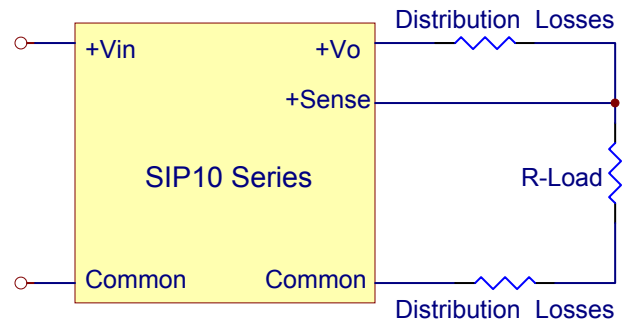 Distribution Losses
+Vin
+Vo
+Sense
SIP10 Series
R-Load
Common
Common
Distribution Losses